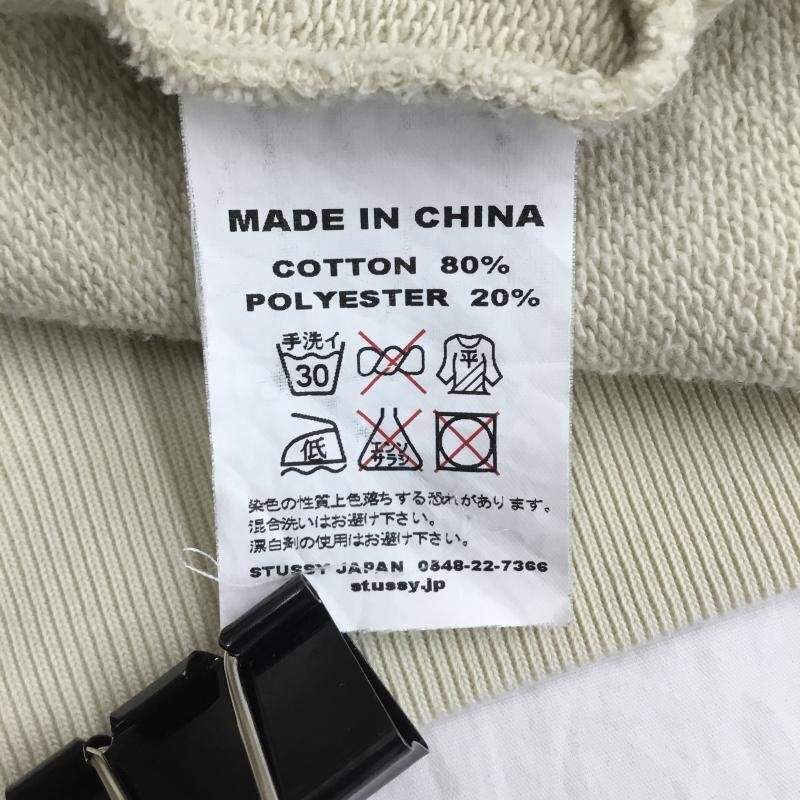 MADE IN CHINA
COTTON 80%
POLYESTER 20%
手洗イ
30
平
低
エンソ
サラシ
染色の性質上色落ちする恐れがあります。
混合洗いはお避け下さい。
漂白剤の使用はお避け下さい。
STUSSY JAPAN 0548-22-7366
stussy.jp